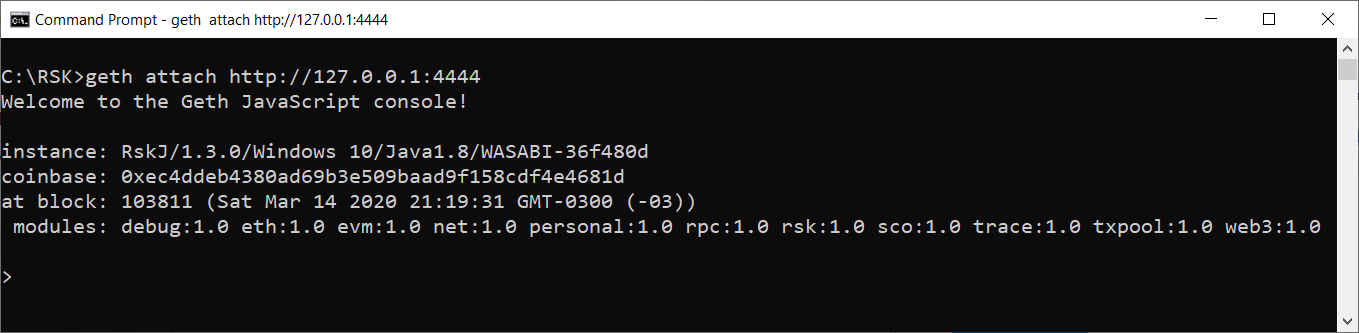 Command Prompt - geth  attach http://127.0.0.1:4444
C:\RSK>geth attach http://127.0.0.1:4444
Welcome to the Geth JavaScript console!
instance: RskJ/1.3.0/Windows 10/Java1.8/WASABI-36f480d
coinbase: 0xec4ddeb4380ad69b3e509baad9f158cdf4e4681d
at block: 103811 (Sat Mar 14 2020 21:19:31 GMT-0300 (-03))
 modules: debug:1.0 eth:1.0 evm:1.0 net:1.0 personal:1.0 rpc:1.0 rsk:1.0 sco:1.0 trace:1.0 txpool:1.0 web3:1.0
>